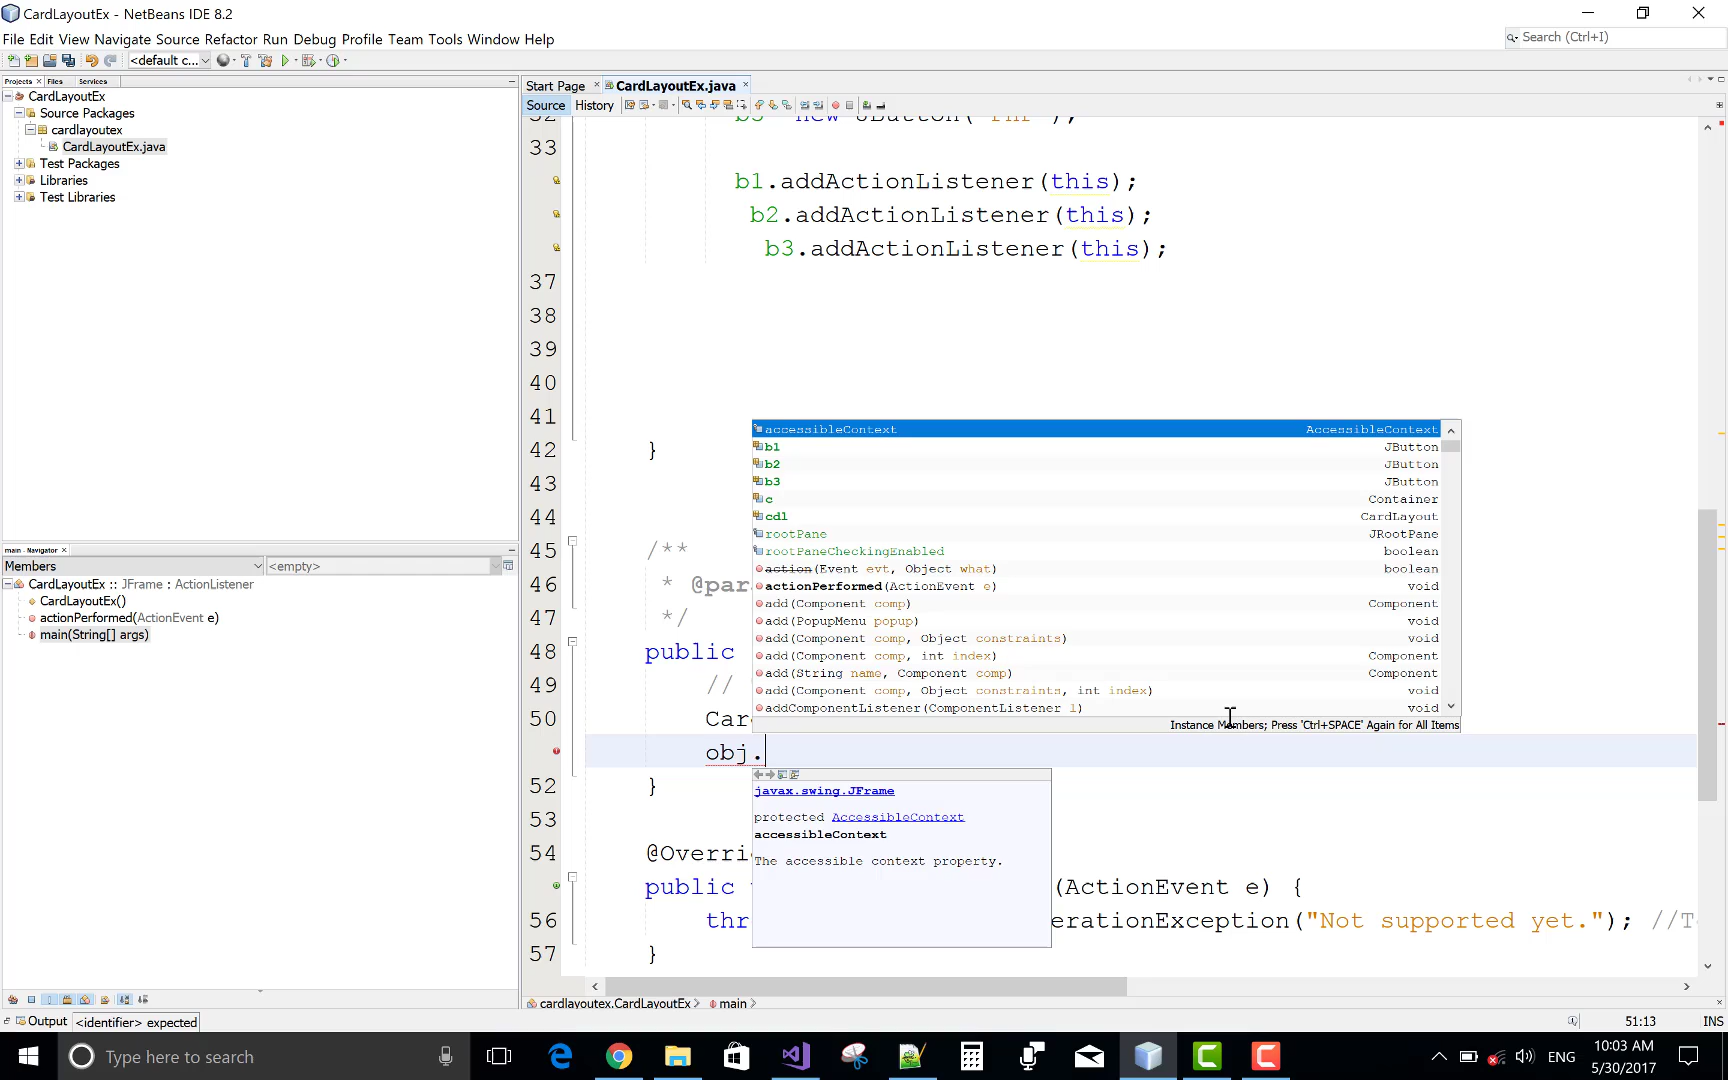 CardLayoutEx - NetBeans IDE 8.2
File Edit View Navigate Source Refactor Run Debug Profile Team Tools Window Help
Search (Ctrl+I)
<default c...
Projects Files Services
CardLayoutEx
Source Packages
cardlayoutex
CardLayoutEx.java
Test Packages
Libraries
Test Libraries
main - Navigator
Members
<empty>
CardLayoutEx :: JFrame : ActionListener
CardLayoutEx()
actionPerformed(ActionEvent e)
main(String[] args)
Start Page CardLayoutEx.java
Source History
33
b1.addActionListener(this);
b2.addActionListener(this);
b3.addActionListener(this);
37
38
39
40
41
42 }
43
44
45 /**
46 * @par
47 */
48 public
49 //
50 Car
obj.
52 }
53
54 @Overri
public (ActionEvent e) {
56 thr erationException("Not supported yet."); //T
57 }
accessibleContext AccessibleContext
b1 JButton
b2 JButton
b3 JButton
c Container
cdl CardLayout
rootPane JRootPane
rootPaneCheckingEnabled boolean
action(Event evt, Object what) boolean
actionPerformed(ActionEvent e) void
add(Component comp) Component
add(PopupMenu popup) void
add(Component comp, Object constraints) void
add(Component comp, int index) Component
add(String name, Component comp) Component
add(Component comp, Object constraints, int index) void
addComponentListener(ComponentListener l) void
Instance Members; Press 'Ctrl+SPACE' Again for All Items
javax.swing.JFrame
protected AccessibleContext
accessibleContext
The accessible context property.
cardlayoutex.CardLayoutEx main
Output <identifier> expected
51:13 INS
Type here to search
ENG
10:03 AM
5/30/2017